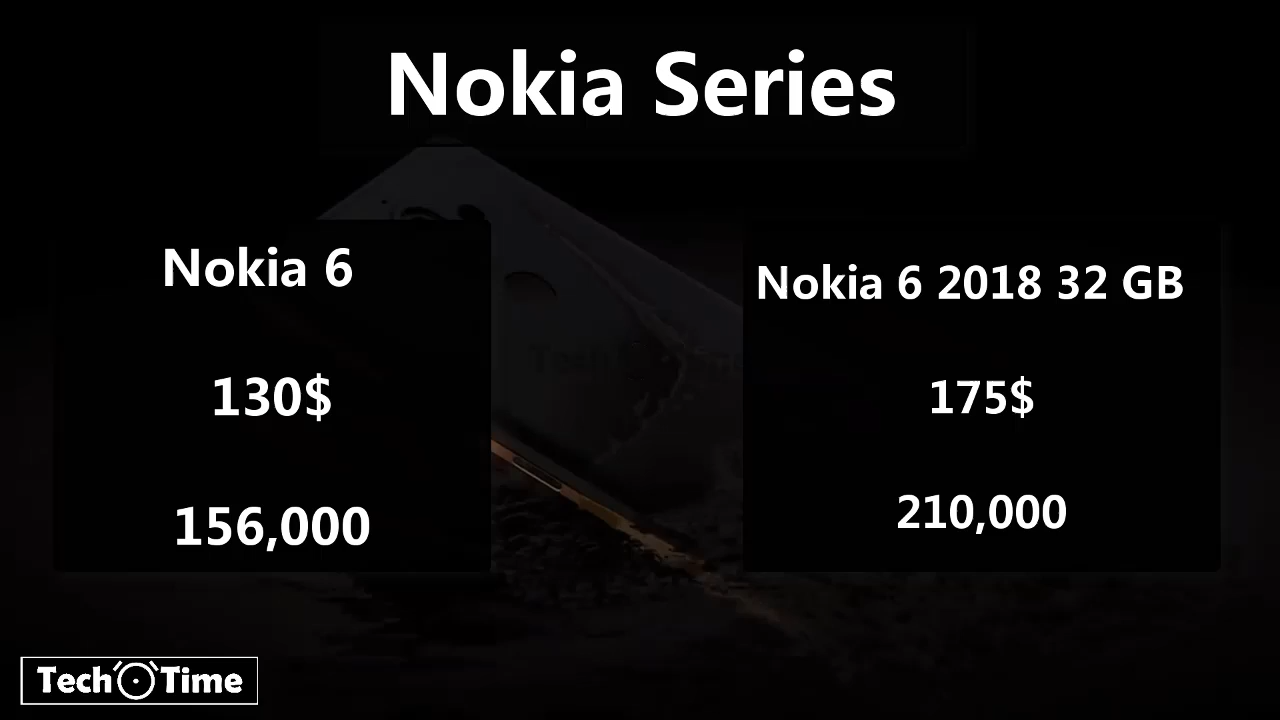 Nokia Series
Nokia 6
130$
156,000
Nokia 6 2018 32 GB
175$
210,000
Tech Time